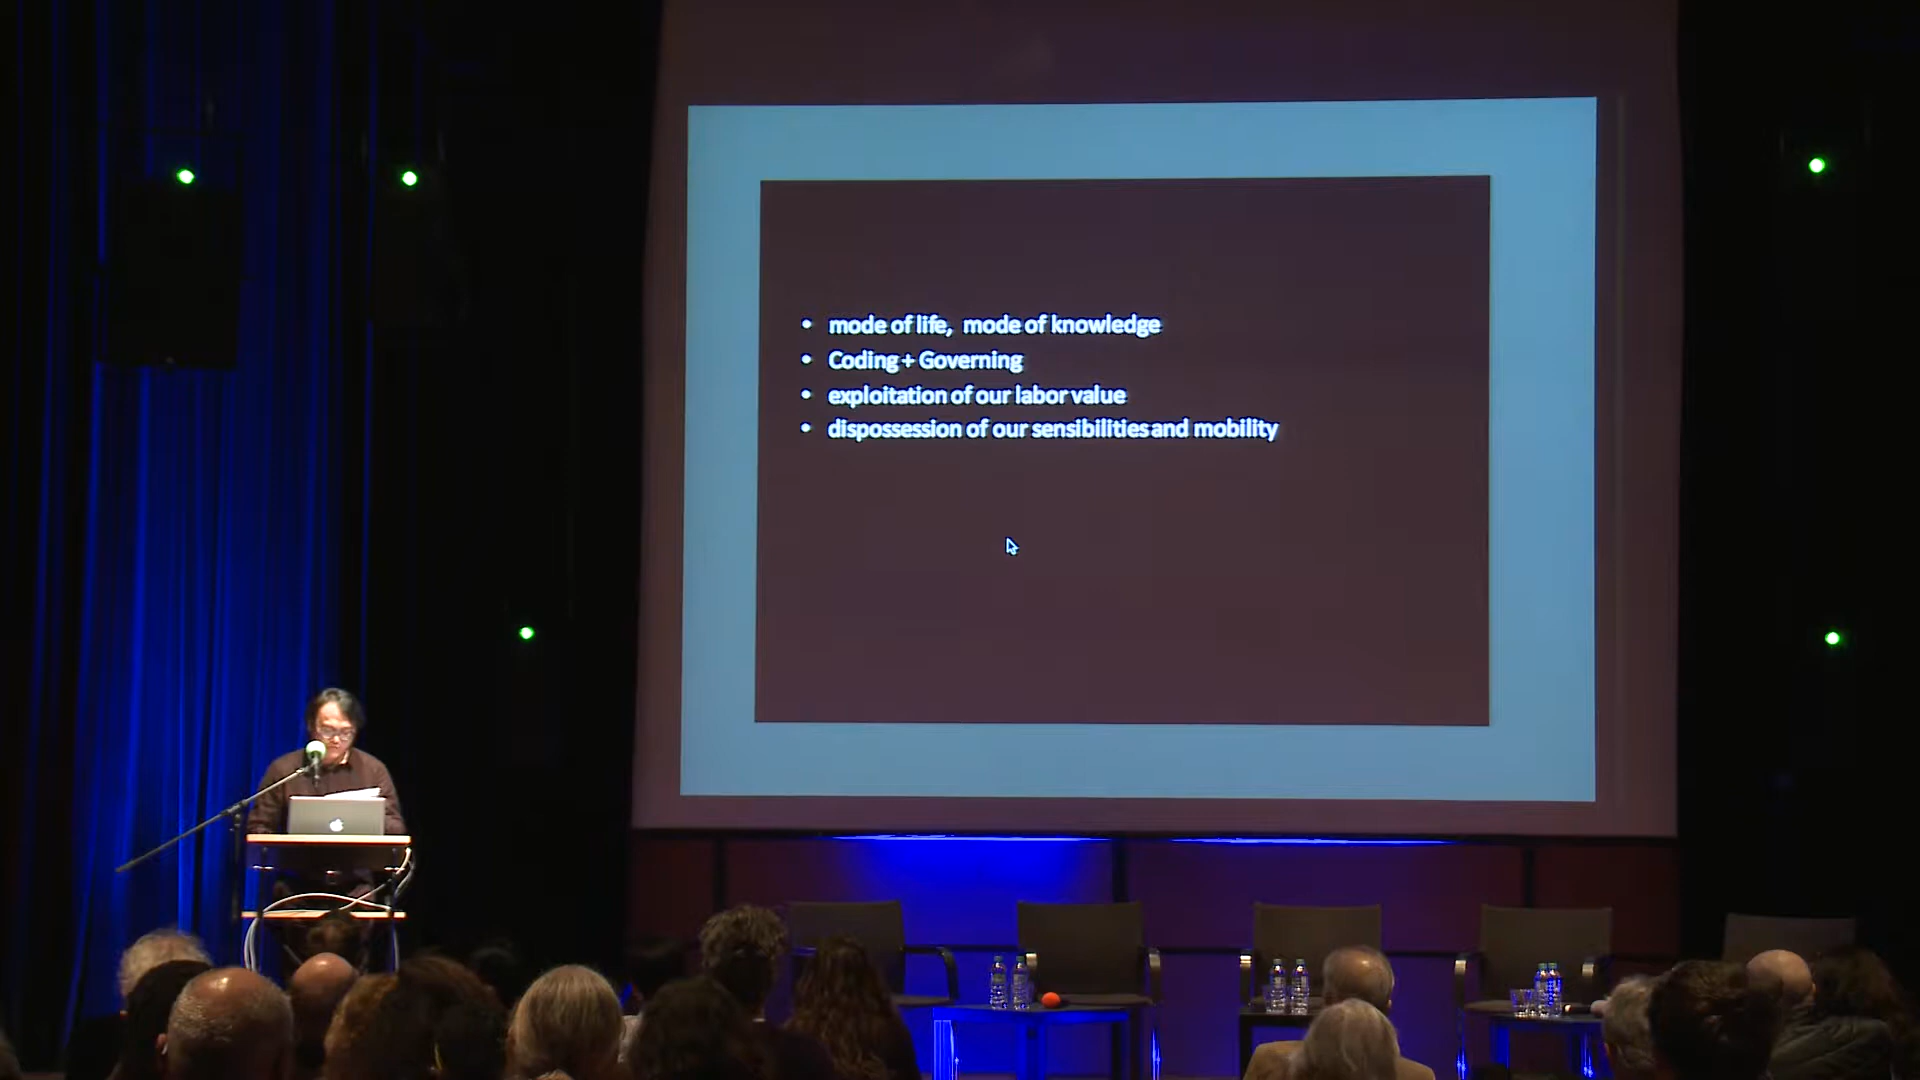 • mode of life, mode of knowledge
• Coding + Governing
• exploitation of our labor value
• dispossession of our sensibilities and mobility